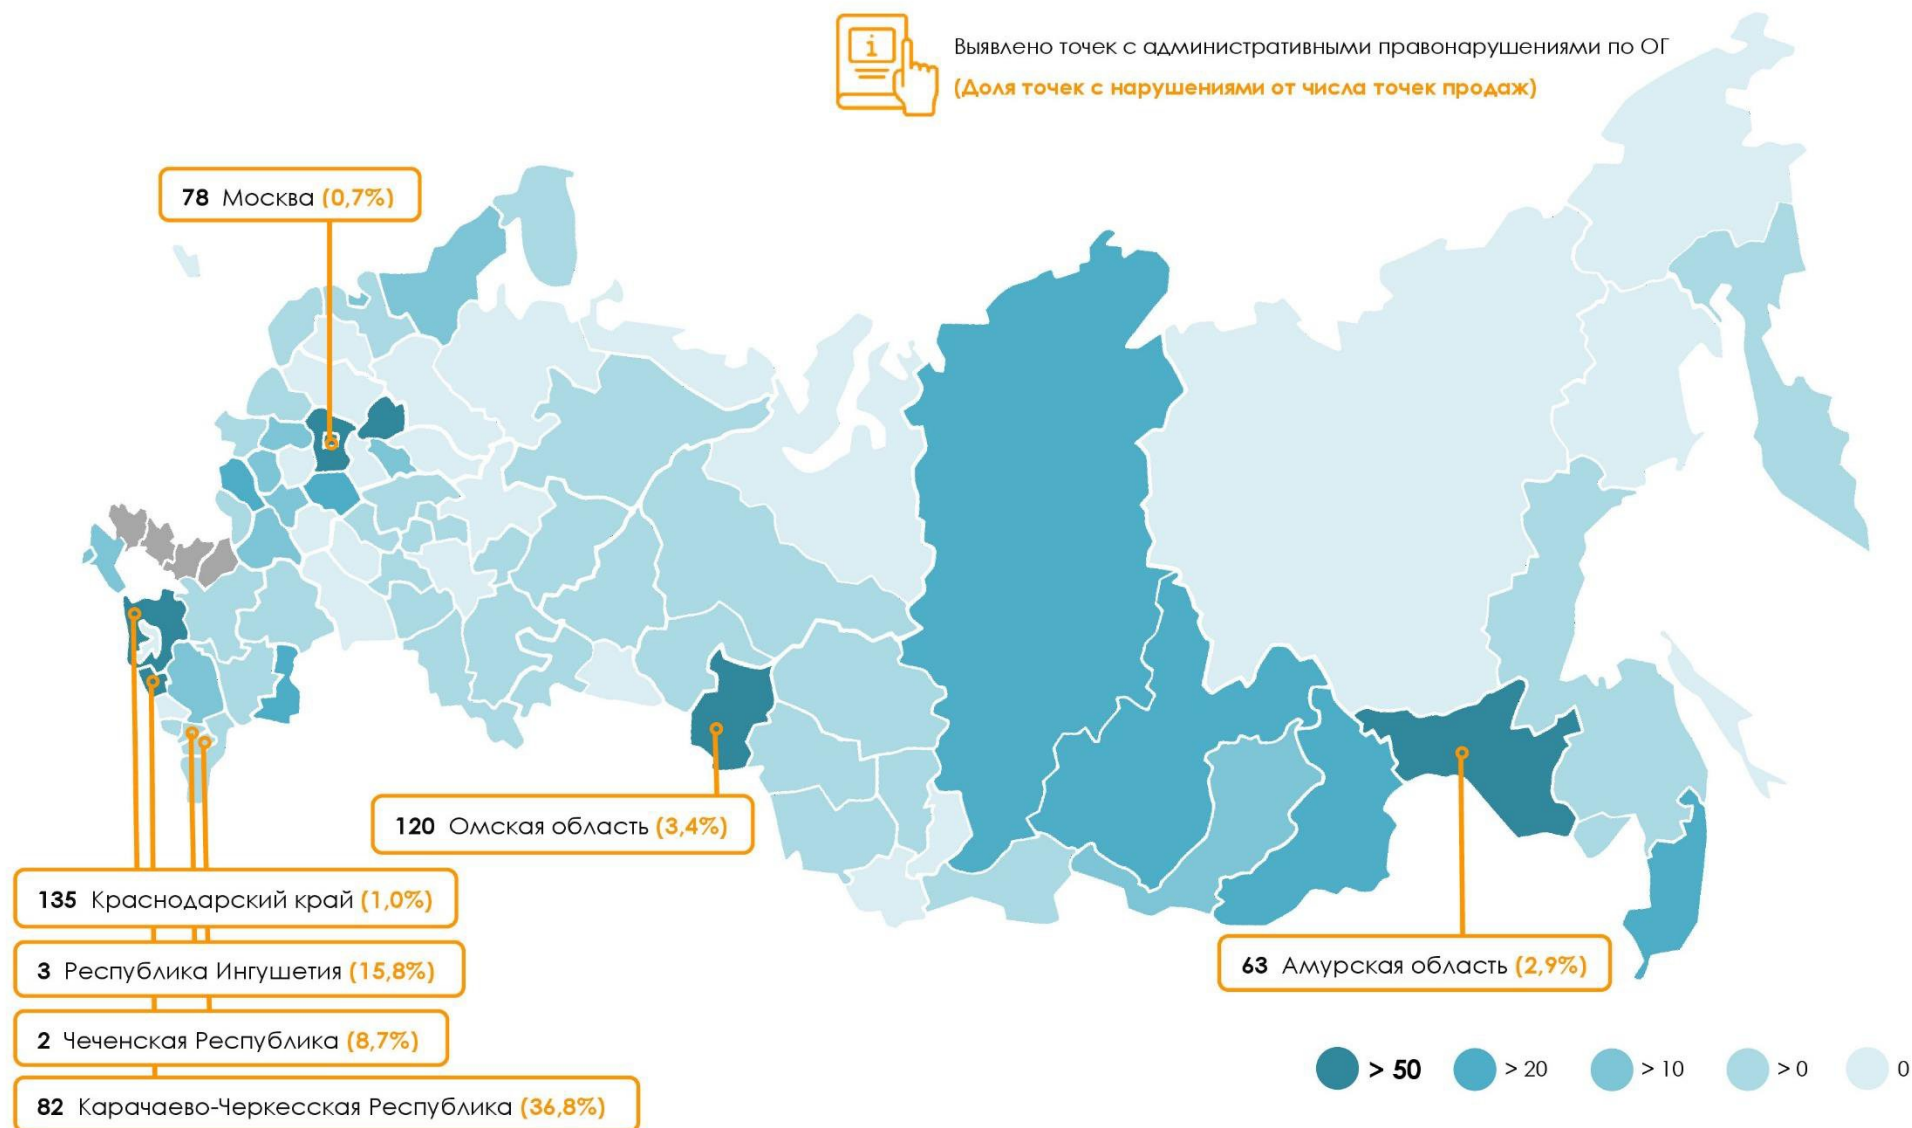 i
Выявлено точек с административными правонарушениями по ОГ
(Доля точек с нарушениями от числа точек продаж)
78 Москва (0,7%)
120 Омская область (3,4%)
135 Краснодарский край (1,0%)
3 Республика Ингушетия (15,8%)
63 Амурская область (2,9%)
2 Чеченская Республика (8,7%)
82 Карачаево-Черкесская Республика (36,8%)
> 50 > 20 > 10 > 0 0